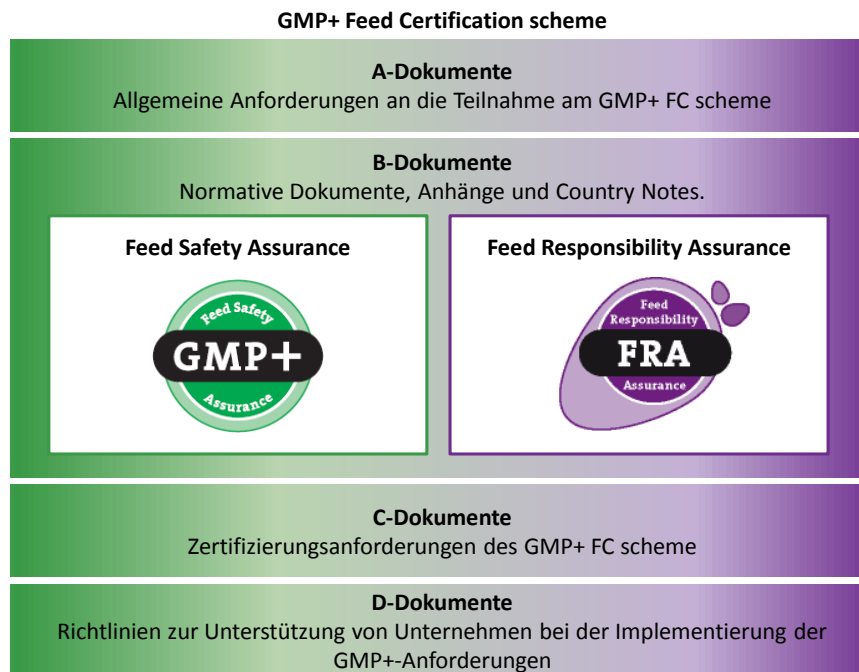 GMP+ Feed Certification scheme
A-Dokumente
Allgemeine Anforderungen an die Teilnahme am GMP+ FC scheme
B-Dokumente
Normative Dokumente, Anhänge und Country Notes.
Feed Safety Assurance
Feed Safety
GMP+
Assurance
Feed Responsibility Assurance
Feed
Responsibility
FRA
Assurance
C-Dokumente
Zertifizierungsanforderungen des GMP+ FC scheme
D-Dokumente
Richtlinien zur Unterstützung von Unternehmen bei der Implementierung der
GMP+-Anforderungen